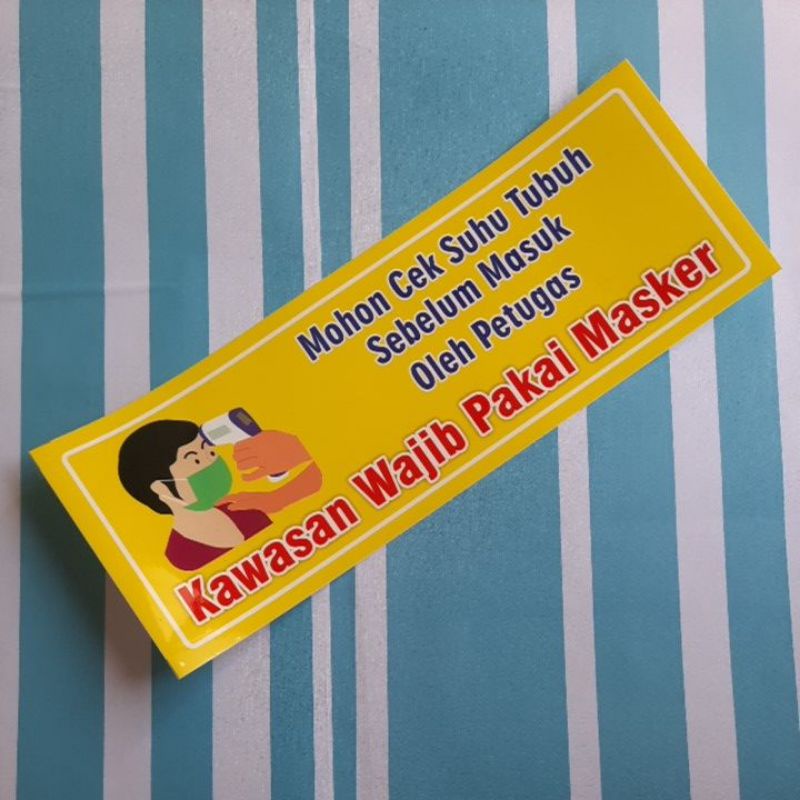 Mohon Cek Suhu Tubuh
Sebelum Masuk
Oleh Petugas
Kawasan Wajib Pakai Masker